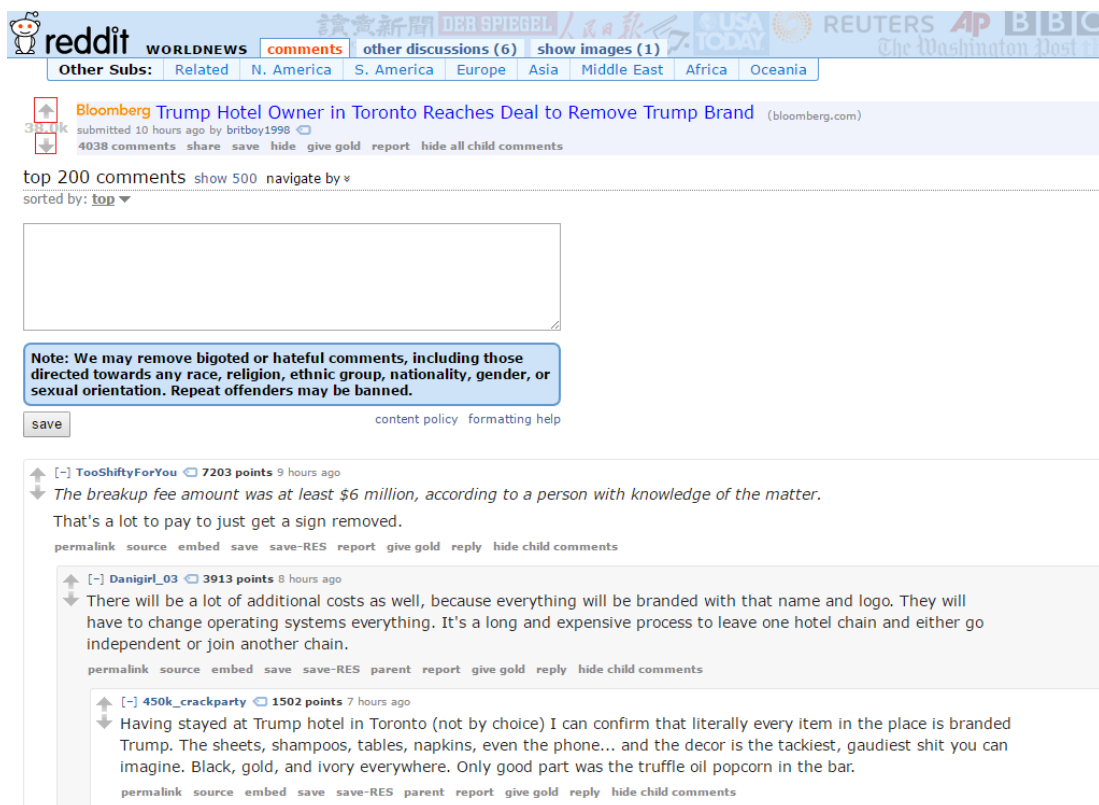 讀賣新聞 DER SPIEGEL 人民日报 USA TODAY REUTERS AP BBC
reddit WORLDNEWS comments other discussions (6) show images (1) The Washington Post
Other Subs: Related N. America S. America Europe Asia Middle East Africa Oceania
Bloomberg Trump Hotel Owner in Toronto Reaches Deal to Remove Trump Brand (bloomberg.com)
38.0k submitted 10 hours ago by britboy1998
4038 comments share save hide give gold report hide all child comments
top 200 comments show 500 navigate by
sorted by: top
Note: We may remove bigoted or hateful comments, including those
directed towards any race, religion, ethnic group, nationality, gender, or
sexual orientation. Repeat offenders may be banned.
save content policy formatting help
[-] TooShiftyForYou 7203 points 9 hours ago
The breakup fee amount was at least $6 million, according to a person with knowledge of the matter.
That's a lot to pay to just get a sign removed.
permalink source embed save save-RES report give gold reply hide child comments
[-] Danigirl_03 3913 points 8 hours ago
There will be a lot of additional costs as well, because everything will be branded with that name and logo. They will
have to change operating systems everything. It's a long and expensive process to leave one hotel chain and either go
independent or join another chain.
permalink source embed save save-RES parent report give gold reply hide child comments
[-] 450k_crackparty 1502 points 7 hours ago
Having stayed at Trump hotel in Toronto (not by choice) I can confirm that literally every item in the place is branded
Trump. The sheets, shampoos, tables, napkins, even the phone... and the decor is the tackiest, gaudiest shit you can
imagine. Black, gold, and ivory everywhere. Only good part was the truffle oil popcorn in the bar.
permalink source embed save save-RES parent report give gold reply hide child comments